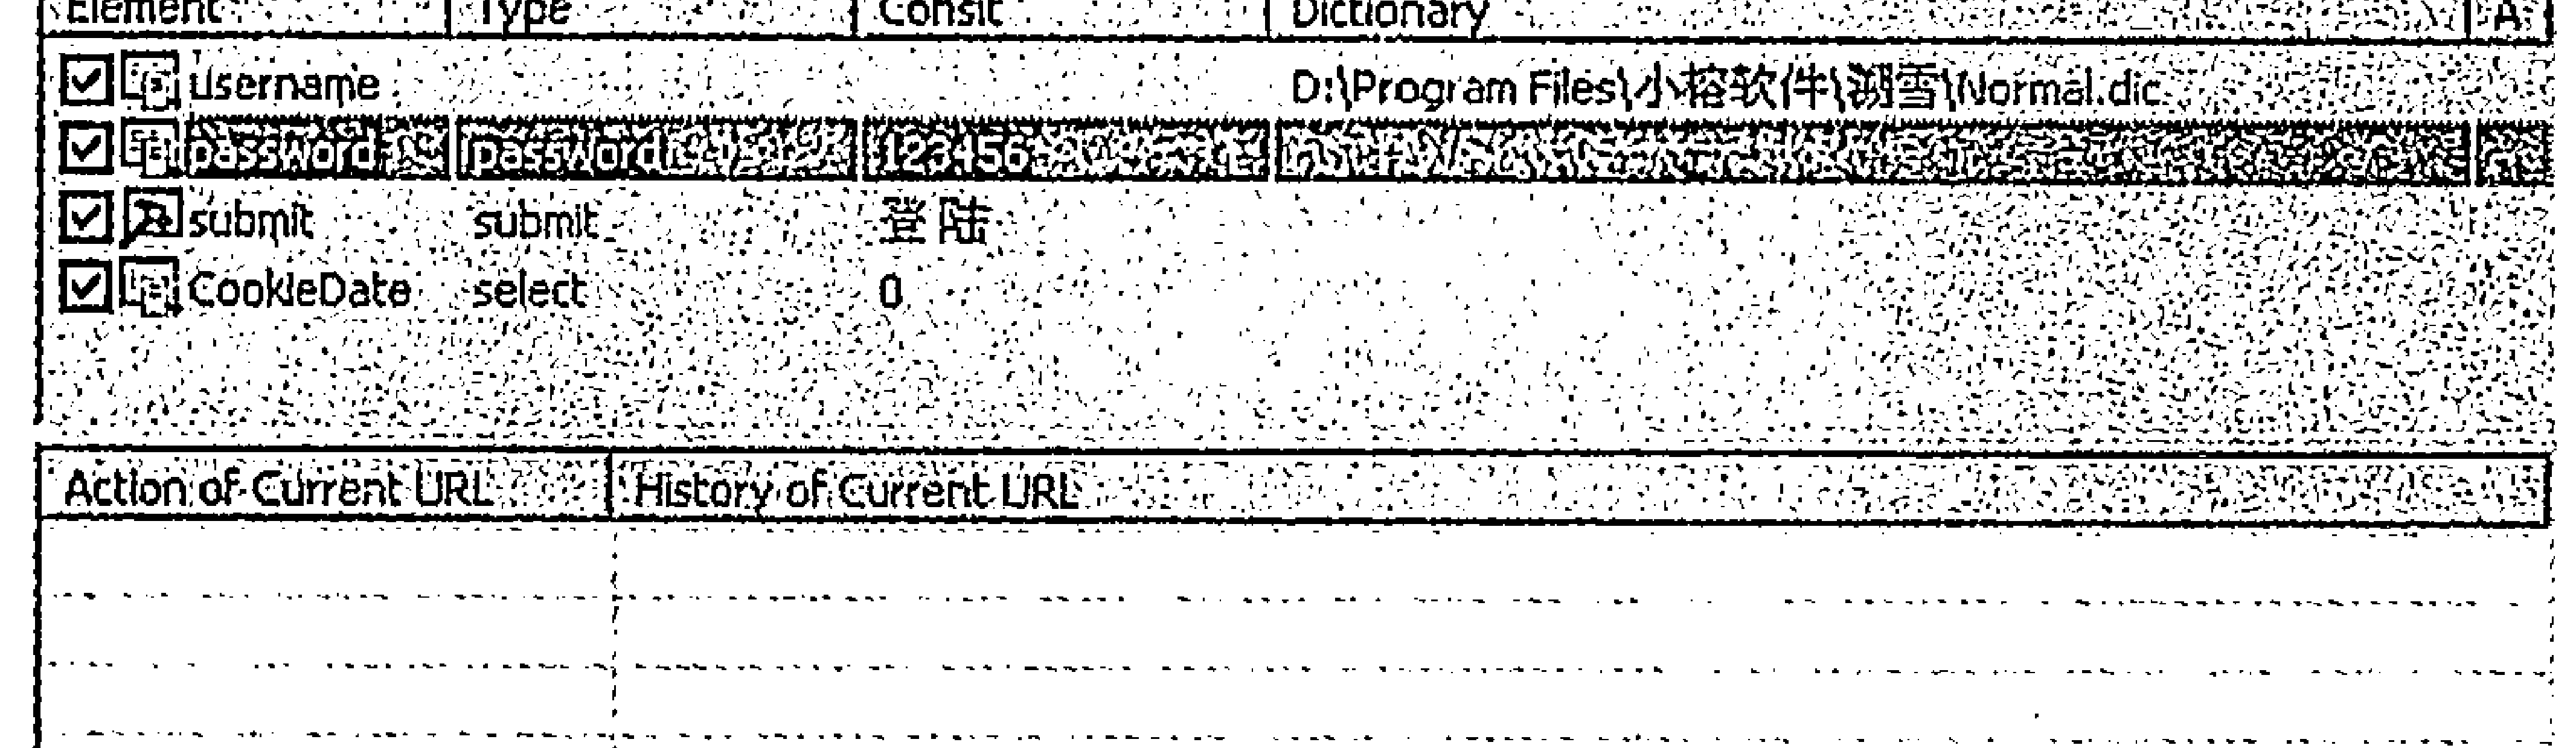 Element Type Conslt Dictionary A
username D:\Program Files\小榕软件\溯雪\Normal.dic
password password 123456
submit submit 登 陆
CookieDate select 0
Action of Current URL History of Current URL